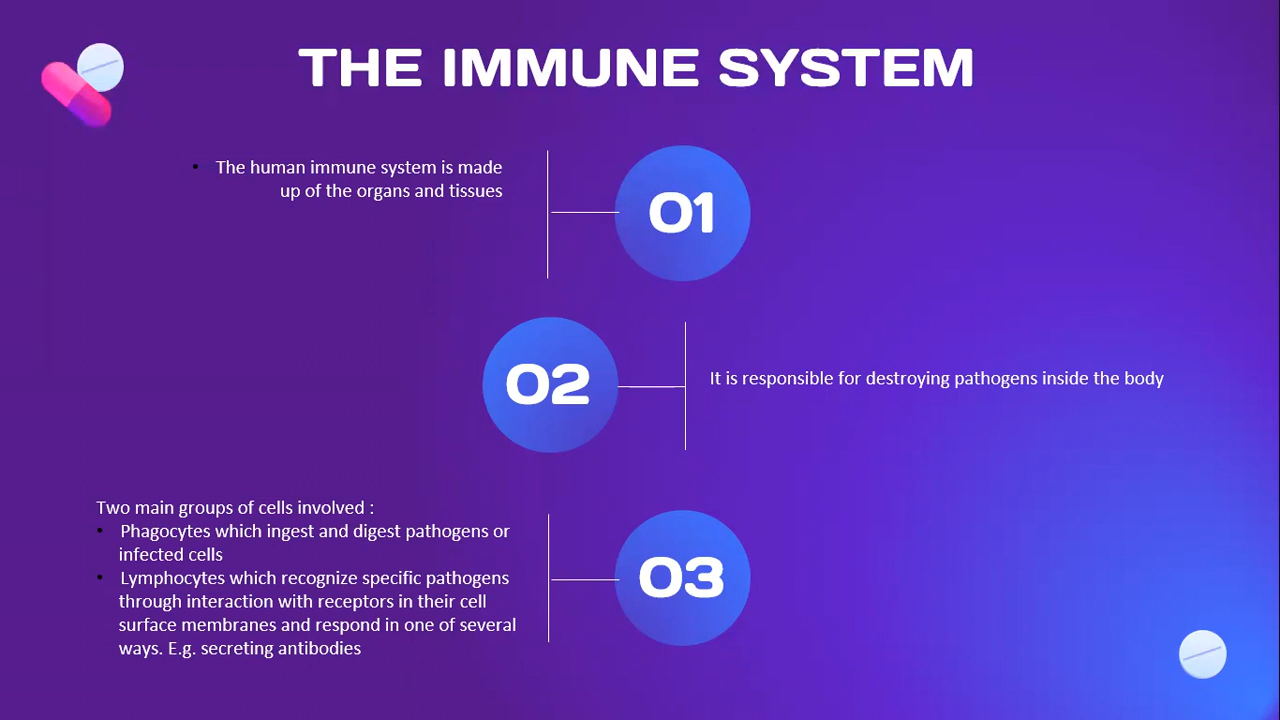 THE IMMUNE SYSTEM
• The human immune system is made
up of the organs and tissues
01
02
It is responsible for destroying pathogens inside the body
Two main groups of cells involved :
• Phagocytes which ingest and digest pathogens or
infected cells
• Lymphocytes which recognize specific pathogens
through interaction with receptors in their cell
surface membranes and respond in one of several
ways. E.g. secreting antibodies
03